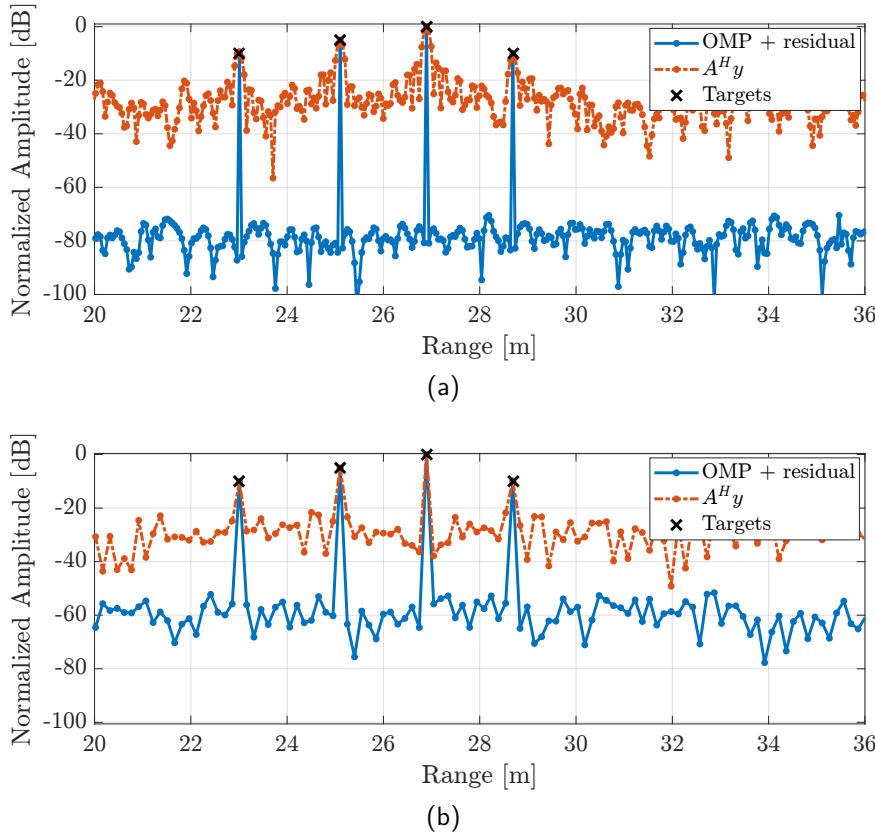 0
-20
-40
-60
-80
-100
Normalized Amplitude [dB]
OMP + residual
A^H y
Targets
20 22 24 26 28 30 32 34 36
Range [m]
(a)
0
-20
-40
-60
-80
-100
Normalized Amplitude [dB]
OMP + residual
A^H y
Targets
20 22 24 26 28 30 32 34 36
Range [m]
(b)